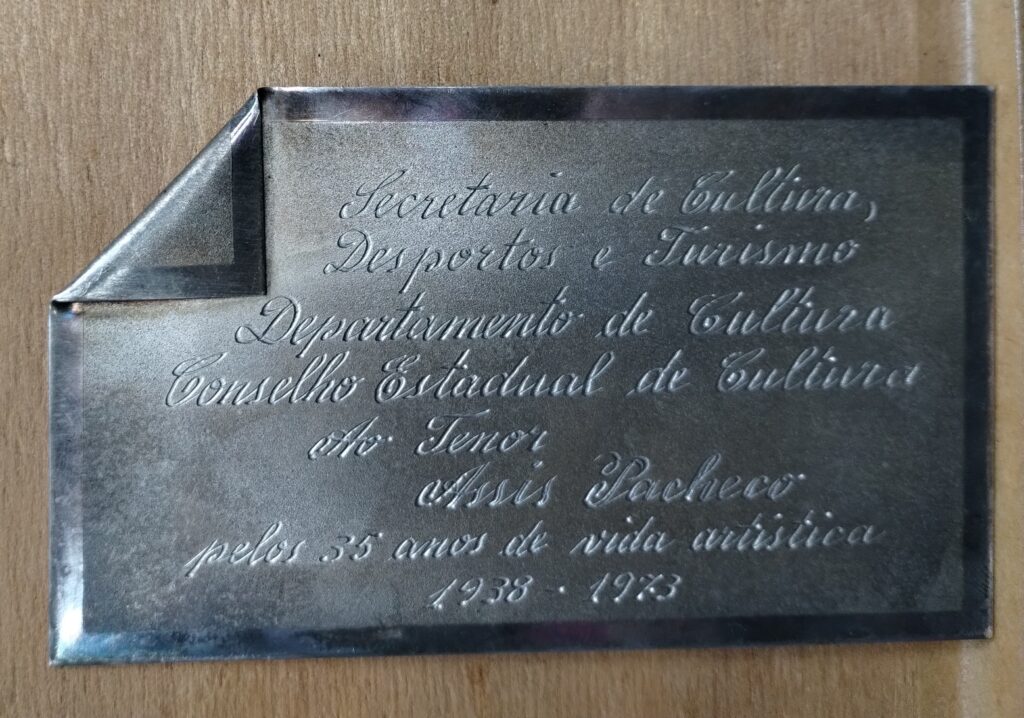 Secretaria de Cultura,
Desportos e Turismo
Departamento de Cultura
Conselho Estadual de Cultura
Ao Tenor
Assis Pacheco
pelos 35 anos de vida artística
1938 - 1973